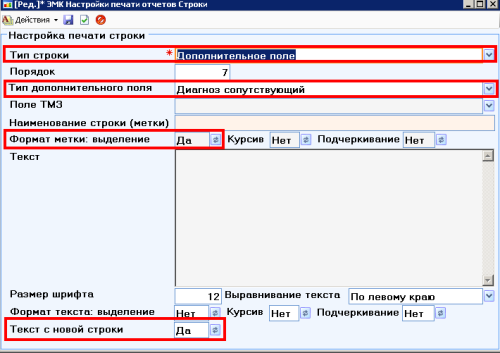 [Ред.]* ЭМК Настройки печати отчетов Строки
Действия
Настройка печати строки
Тип строки * Дополнительное поле
Порядок 7
Тип дополнительного поля Диагноз сопутствующий
Поле ТМЗ
Наименование строки (метки)
Формат метки: выделение Да Курсив Нет Подчеркивание Нет
Текст
Размер шрифта 12 Выравнивание текста По левому краю
Формат текста: выделение Нет Курсив Нет Подчеркивание Нет
Текст с новой строки Да